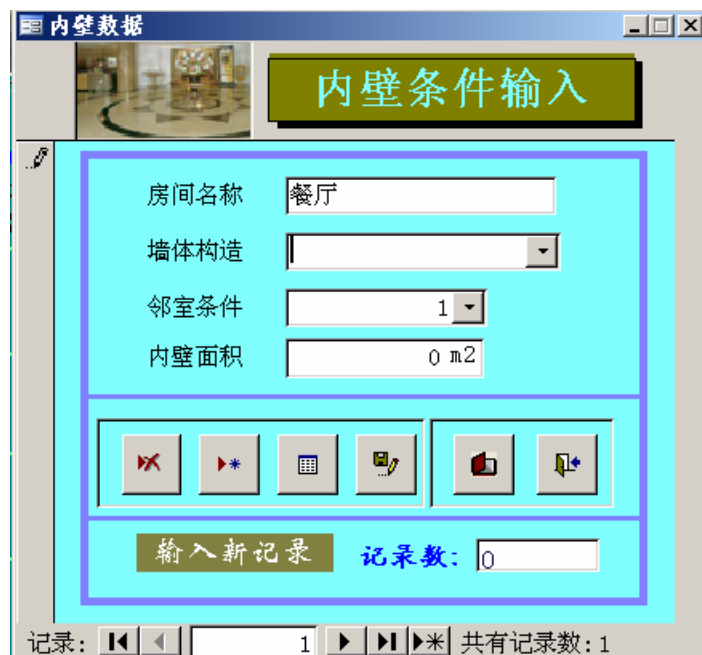 内壁数据
内壁条件输入
房间名称 餐厅
墙体构造
邻室条件 1
内壁面积 0 m2
输入新记录 记录数: 0
记录: 1 共有记录数: 1